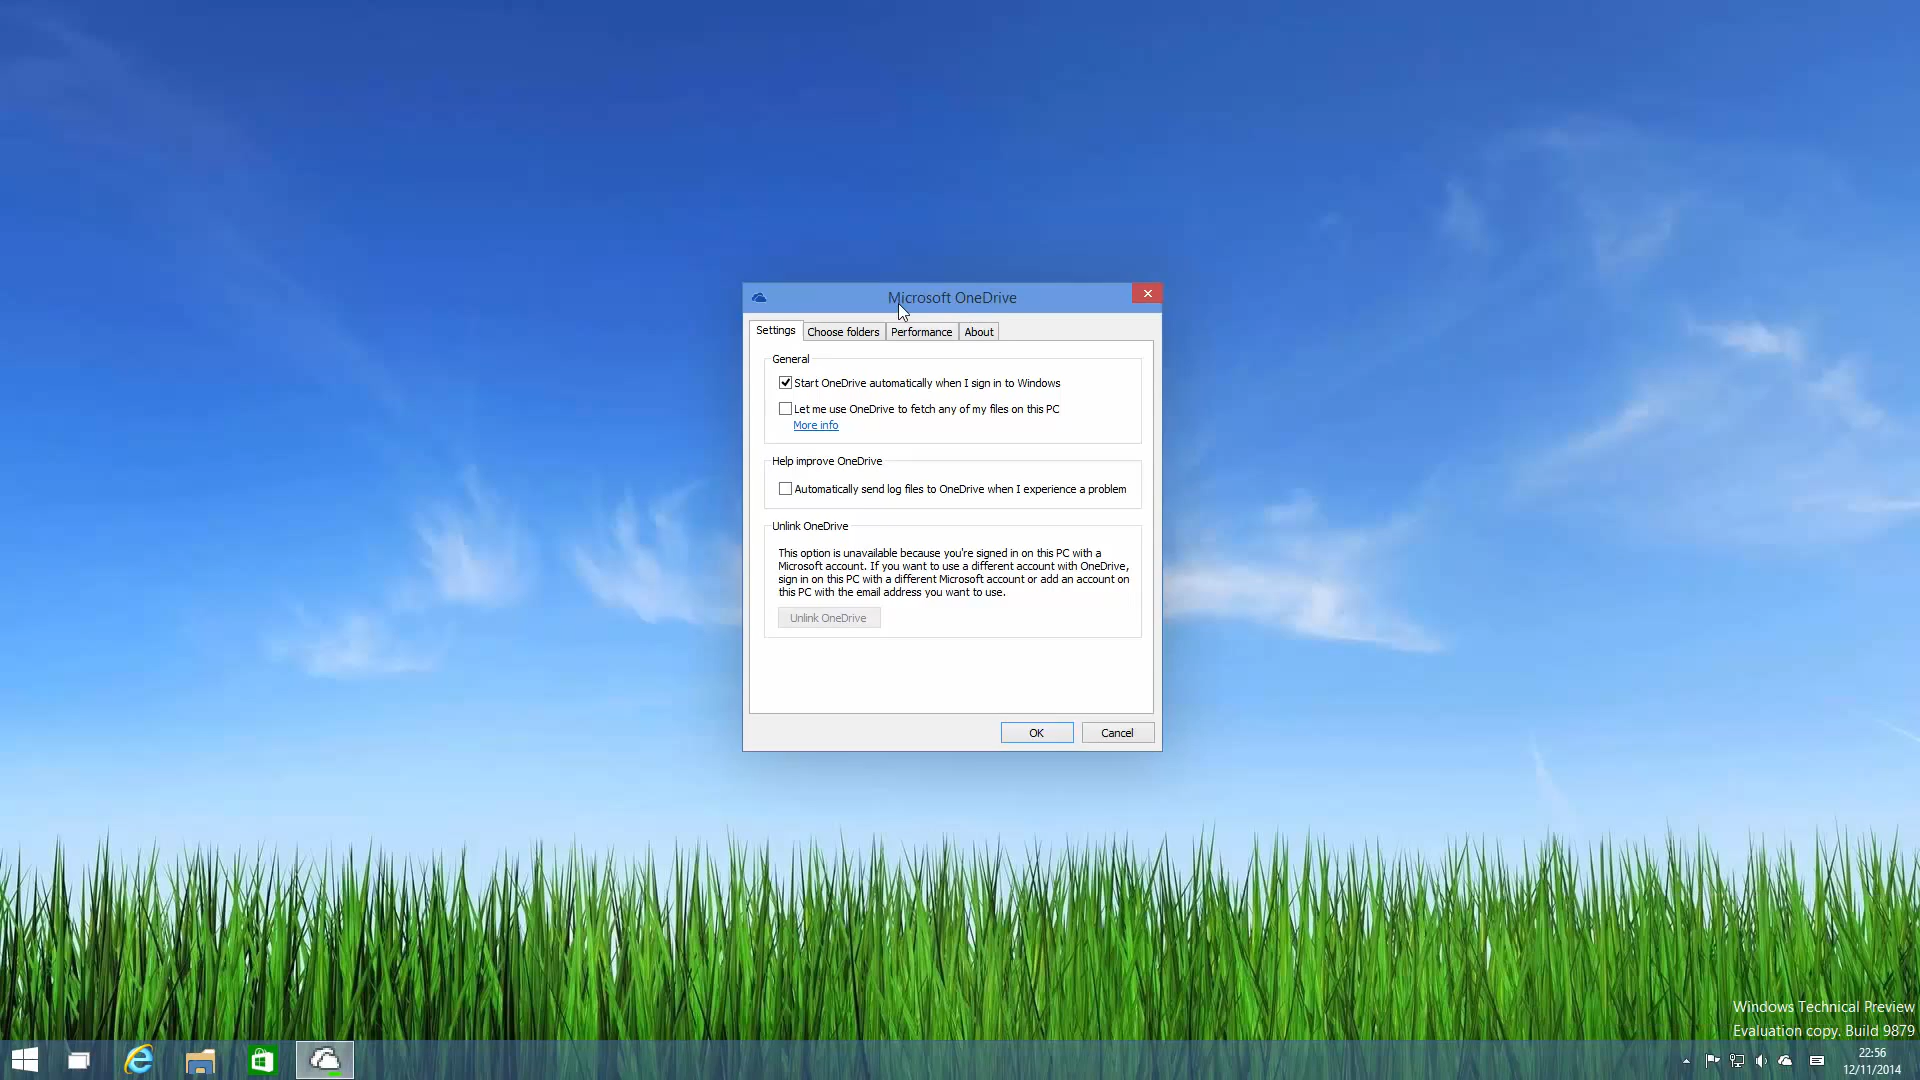 Microsoft OneDrive
Settings
Choose folders
Performance
About
General
Start OneDrive automatically when I sign in to Windows
Let me use OneDrive to fetch any of my files on this PC
More info
Help improve OneDrive
Automatically send log files to OneDrive when I experience a problem
Unlink OneDrive
This option is unavailable because you're signed in on this PC with a
Microsoft account. If you want to use a different account with OneDrive,
sign in on this PC with a different Microsoft account or add an account on
this PC with the email address you want to use.
Unlink OneDrive
OK
Cancel
Windows Technical Preview
Evaluation copy. Build 9879
22:56
12/11/2014